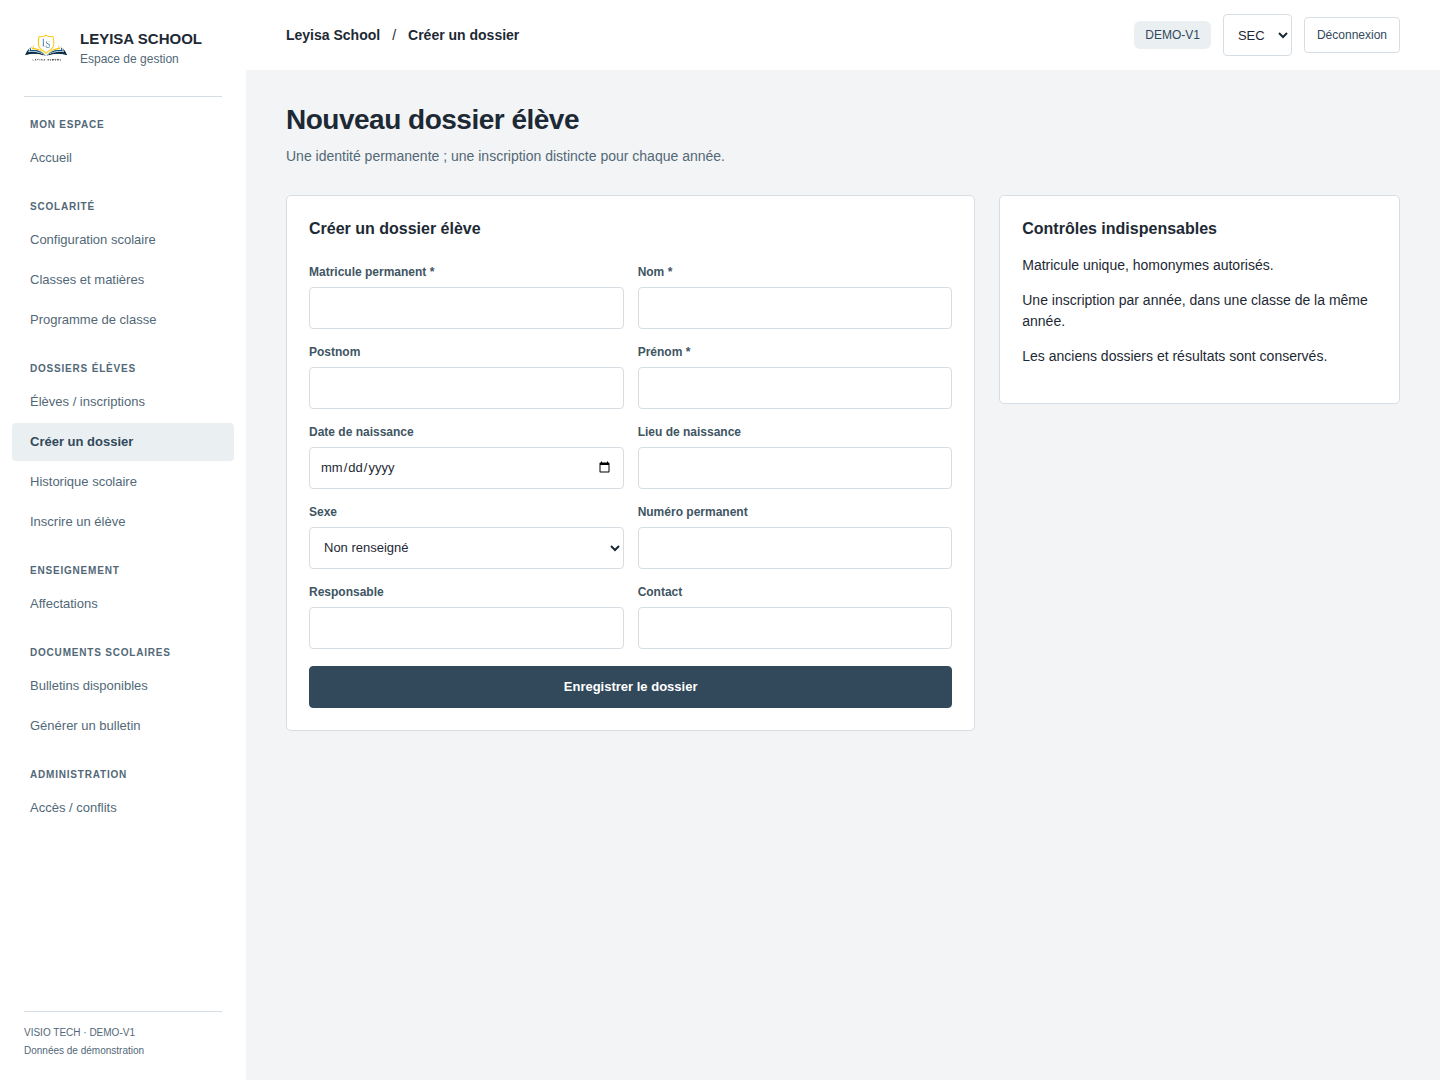 LEYISA SCHOOL
Espace de gestion
MON ESPACE
Accueil
SCOLARITÉ
Configuration scolaire
Classes et matières
Programme de classe
DOSSIERS ÉLÈVES
Élèves / inscriptions
Créer un dossier
Historique scolaire
Inscrire un élève
ENSEIGNEMENT
Affectations
DOCUMENTS SCOLAIRES
Bulletins disponibles
Générer un bulletin
ADMINISTRATION
Accès / conflits
VISIO TECH · DEMO-V1
Données de démonstration
Leyisa School / Créer un dossier
DEMO-V1
SEC
Déconnexion
Nouveau dossier élève
Une identité permanente ; une inscription distincte pour chaque année.
Créer un dossier élève
Matricule permanent *
Nom *
Postnom
Prénom *
Date de naissance
Lieu de naissance
mm/dd/yyyy
Sexe
Numéro permanent
Non renseigné
Responsable
Contact
Enregistrer le dossier
Contrôles indispensables
Matricule unique, homonymes autorisés.
Une inscription par année, dans une classe de la même
année.
Les anciens dossiers et résultats sont conservés.